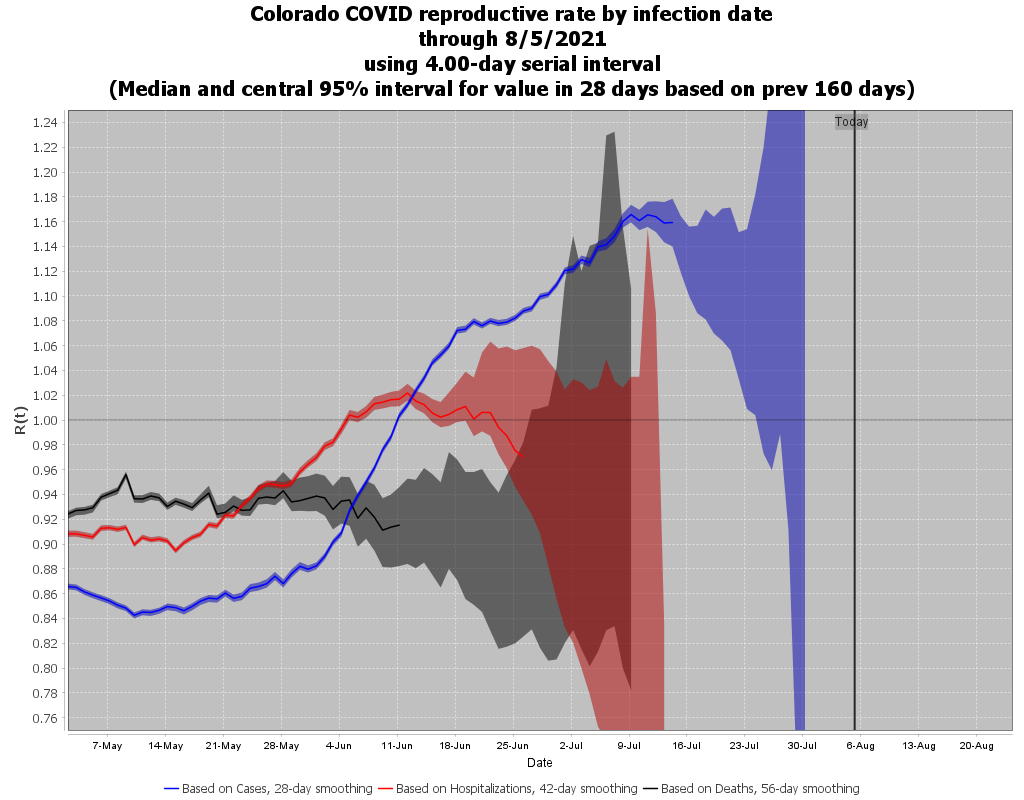 Colorado COVID reproductive rate by infection date
through 8/5/2021
using 4.00-day serial interval
(Median and central 95% interval for value in 28 days based on prev 160 days)
Today
R(t)
1.24
1.22
1.20
1.18
1.16
1.14
1.12
1.10
1.08
1.06
1.04
1.02
1.00
0.98
0.96
0.94
0.92
0.90
0.88
0.86
0.84
0.82
0.80
0.78
0.76
7-May 14-May 21-May 28-May 4-Jun 11-Jun 18-Jun 25-Jun 2-Jul 9-Jul 16-Jul 23-Jul 30-Jul 6-Aug 13-Aug 20-Aug
Date
Based on Cases, 28-day smoothing Based on Hospitalizations, 42-day smoothing Based on Deaths, 56-day smoothing